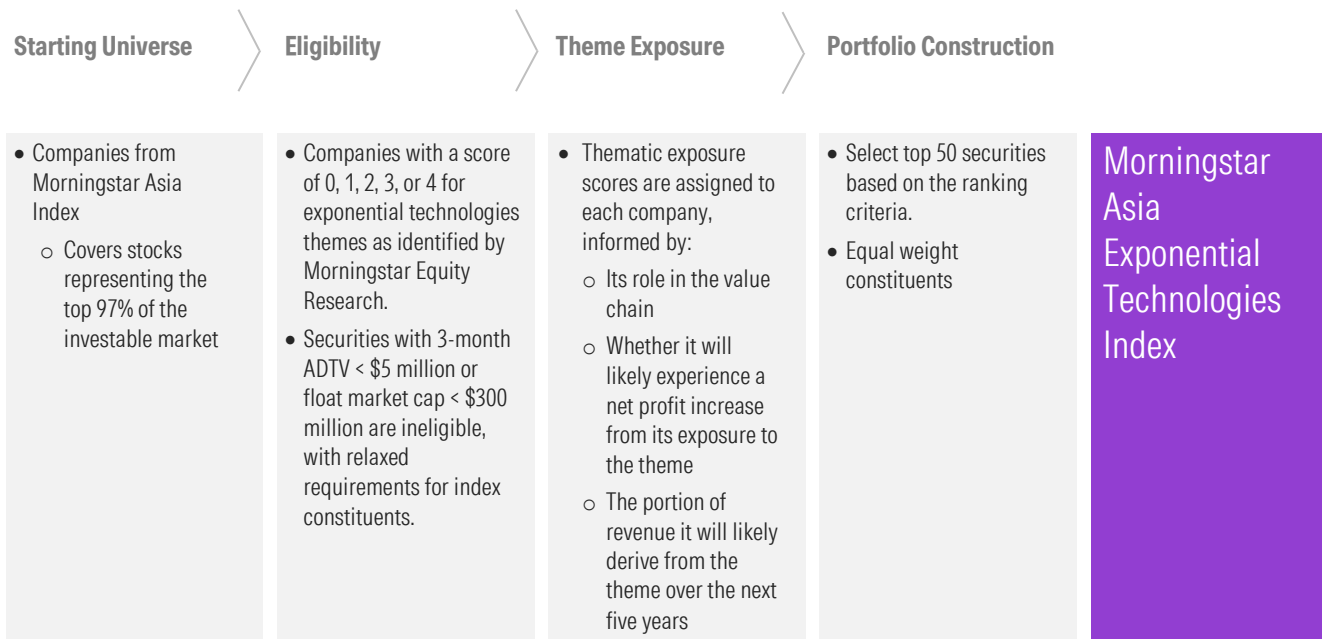 Starting Universe
Eligibility
Theme Exposure
Portfolio Construction
• Companies from
Morningstar Asia
Index
o Covers stocks
representing the
top 97% of the
investable market
• Companies with a score
of 0, 1, 2, 3, or 4 for
exponential technologies
themes as identified by
Morningstar Equity
Research.
• Securities with 3-month
ADTV < $5 million or
float market cap < $300
million are ineligible,
with relaxed
requirements for index
constituents.
• Thematic exposure
scores are assigned to
each company,
informed by:
o Its role in the value
chain
o Whether it will
likely experience a
net profit increase
from its exposure to
the theme
o The portion of
revenue it will likely
derive from the
theme over the next
five years
• Select top 50 securities
based on the ranking
criteria.
• Equal weight
constituents
Morningstar
Asia
Exponential
Technologies
Index